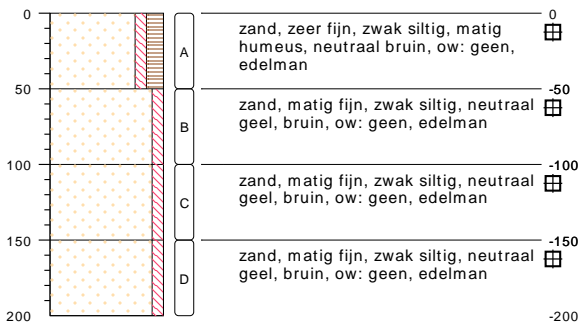 0
A
zand, zeer fijn, zwak siltig, matig
humeus, neutraal bruin, ow: geen,
edelman
0
50
-50
B
zand, matig fijn, zwak siltig, neutraal
geel, bruin, ow: geen, edelman
100
-100
C
zand, matig fijn, zwak siltig, neutraal
geel, bruin, ow: geen, edelman
150
-150
D
zand, matig fijn, zwak siltig, neutraal
geel, bruin, ow: geen, edelman
200
-200